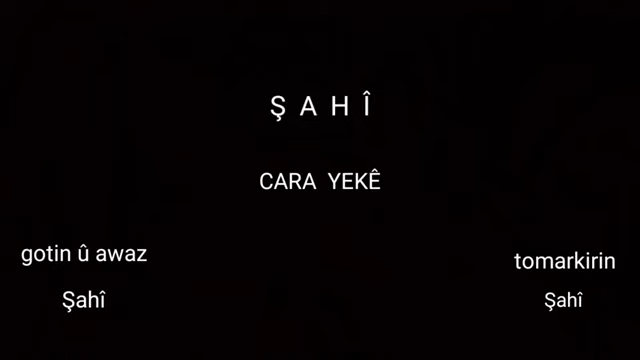 Ş A H Î
CARA YEKÊ
gotin û awaz
Şahî
tomarkirin
Şahî